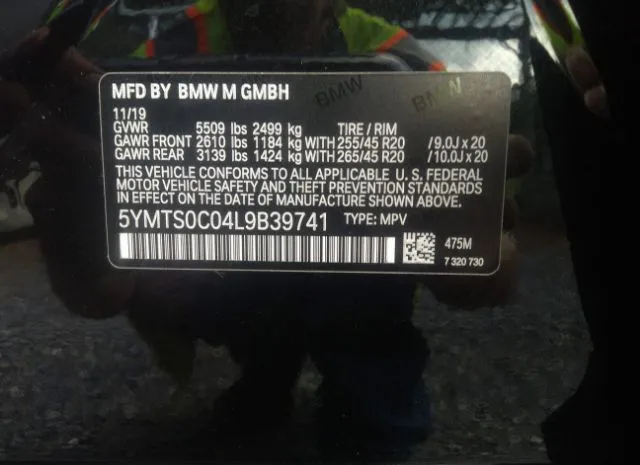 MFD BY BMW M GMBH
11/19
GVWR 5509 lbs 2499 kg TIRE / RIM
GAWR FRONT 2610 lbs 1184 kg WITH 255/45 R20 /9.0J x 20
GAWR REAR 3139 lbs 1424 kg WITH 265/45 R20 /10.0J x 20
THIS VEHICLE CONFORMS TO ALL APPLICABLE U. S. FEDERAL
MOTOR VEHICLE SAFETY AND THEFT PREVENTION STANDARDS
IN EFFECT ON THE DATE OF MANUFACTURE SHOWN ABOVE.
5YMTS0C04L9B39741 TYPE: MPV
475M
7 320 730
BMW